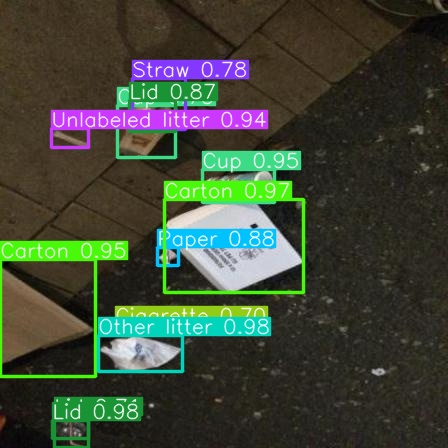 Straw 0.78
Lid 0.87
Unlabeled litter 0.94
Cup 0.95
Carton 0.97
Paper 0.88
Carton 0.95
Cigarette 0.70
Other litter 0.98
Lid 0.98